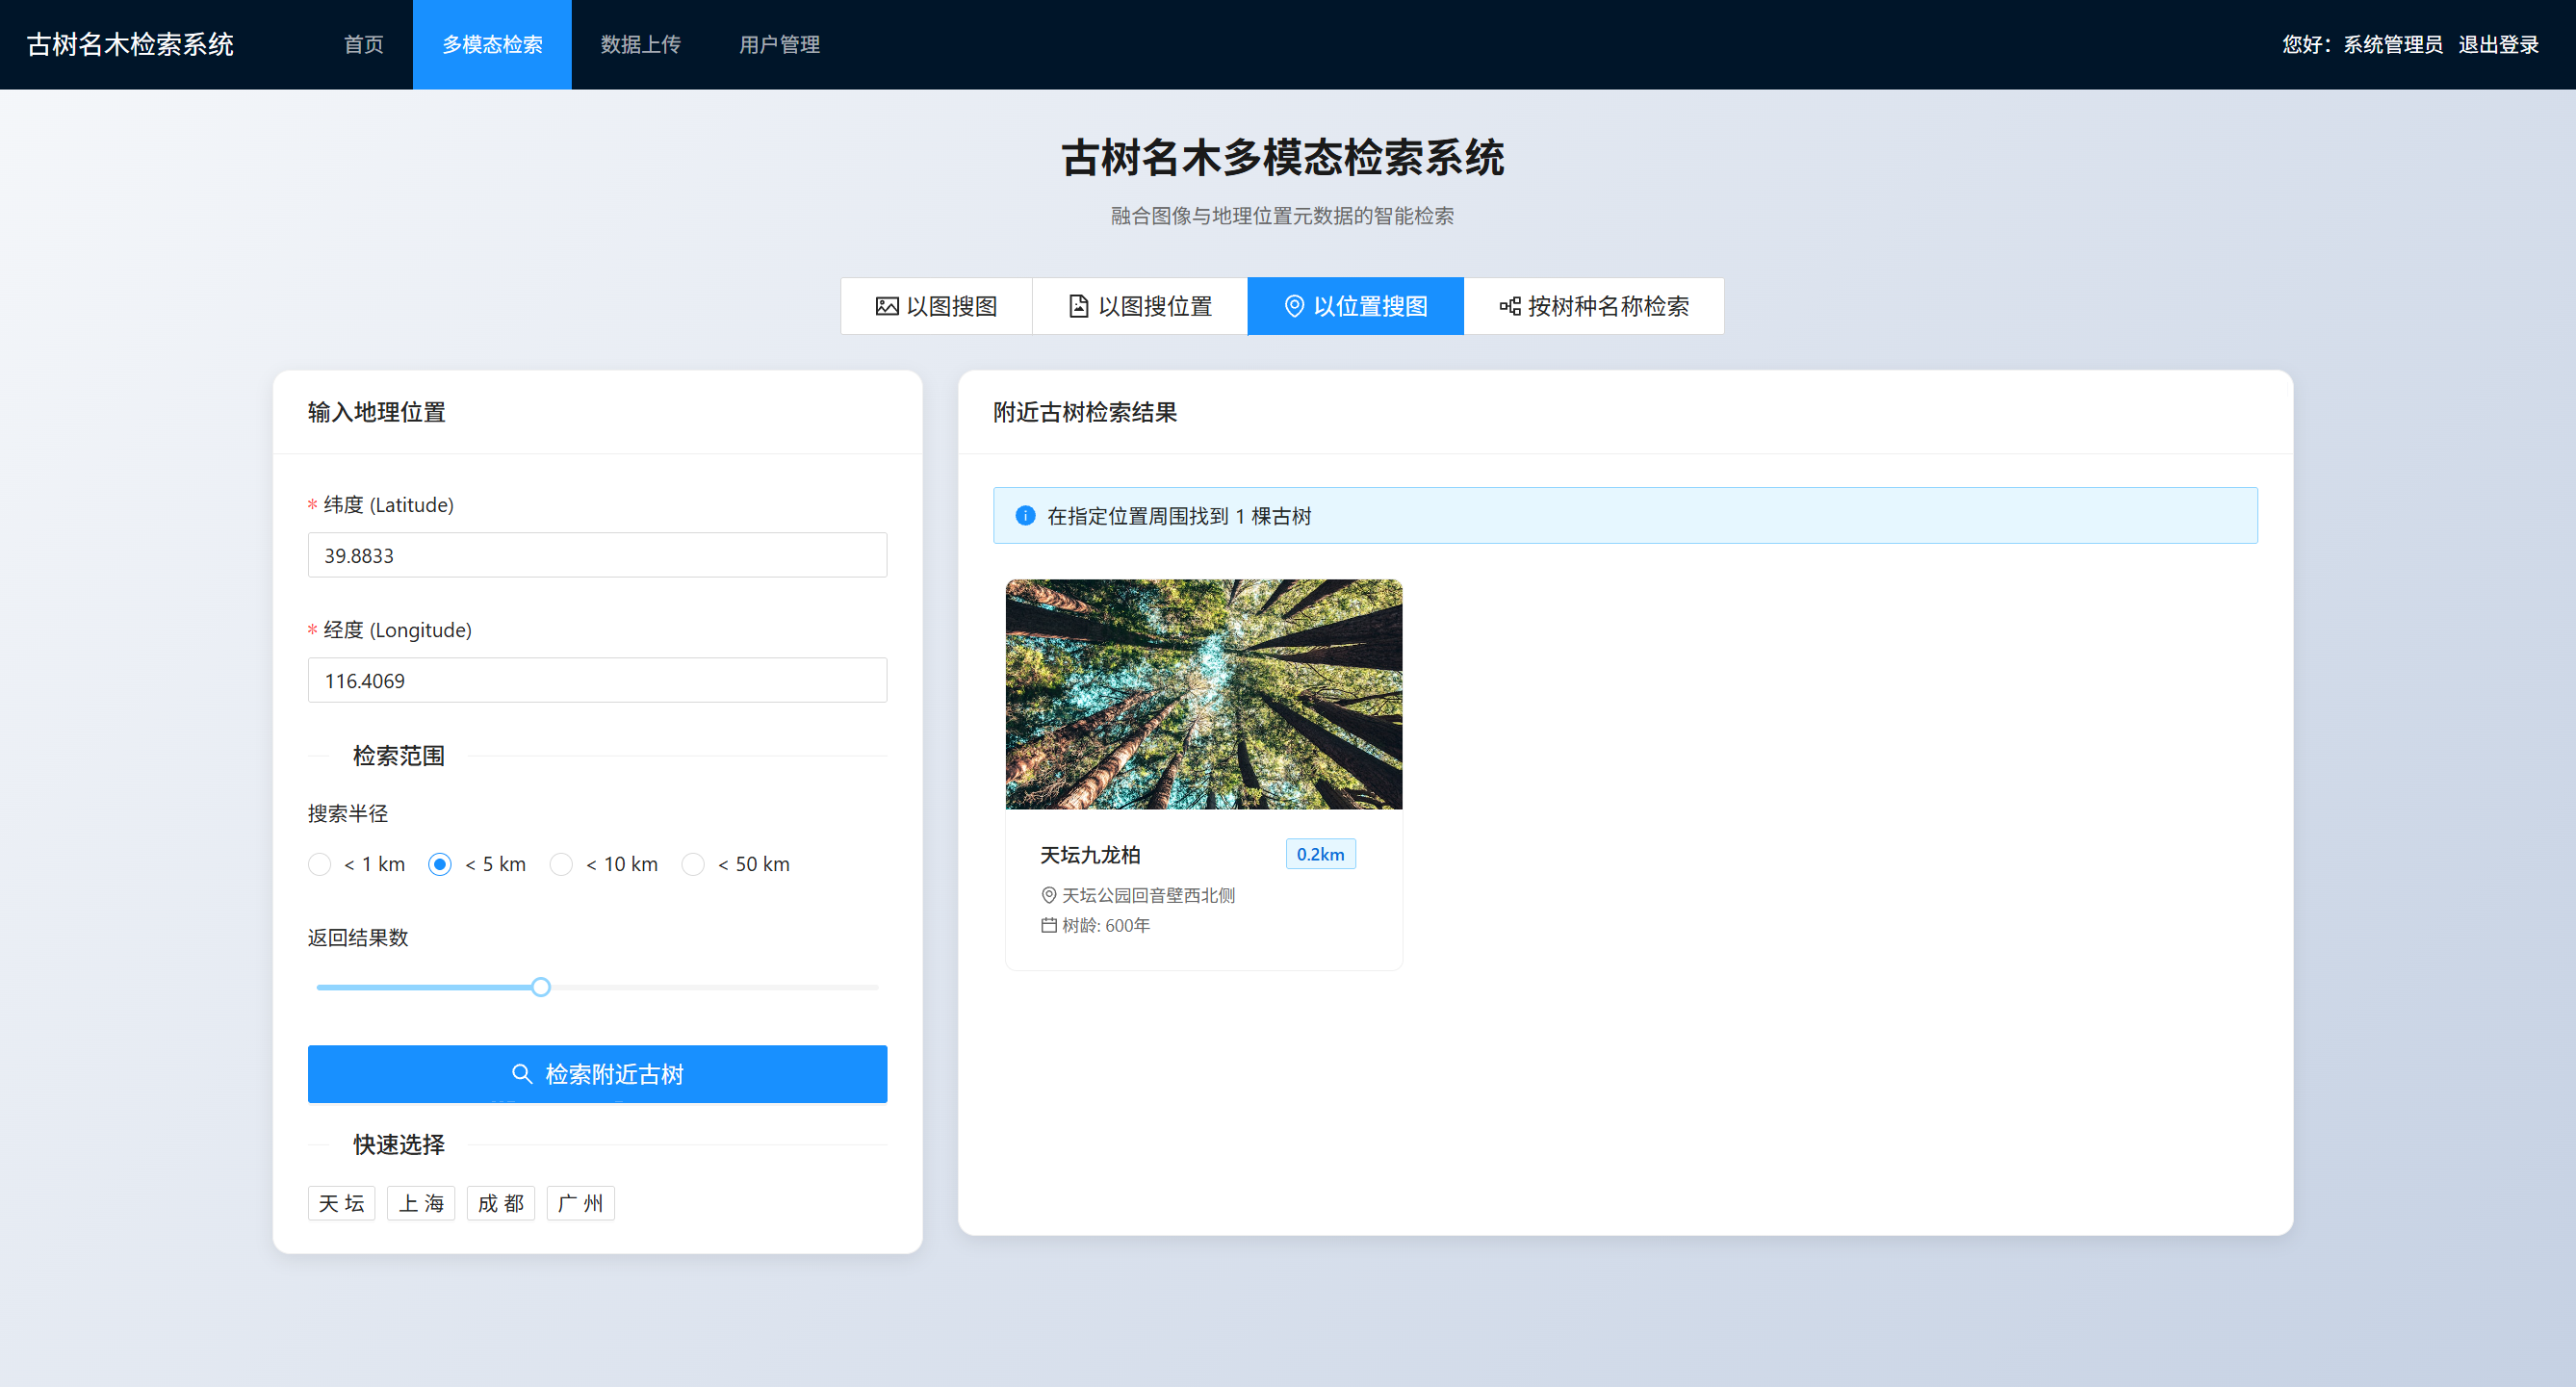 古树名木检索系统 首页 多模态检索 数据上传 用户管理 您好：系统管理员 退出登录
古树名木多模态检索系统
融合图像与地理位置元数据的智能检索
以图搜图 以图搜位置 以位置搜图 按树种名称检索
输入地理位置
* 纬度 (Latitude)
39.8833
* 经度 (Longitude)
116.4069
检索范围
搜索半径
< 1 km < 5 km < 10 km < 50 km
返回结果数
检索附近古树
快速选择
天坛 上海 成都 广州
附近古树检索结果
在指定位置周围找到 1 棵古树
天坛九龙柏 0.2km
天坛公园回音壁西北侧
树龄: 600年